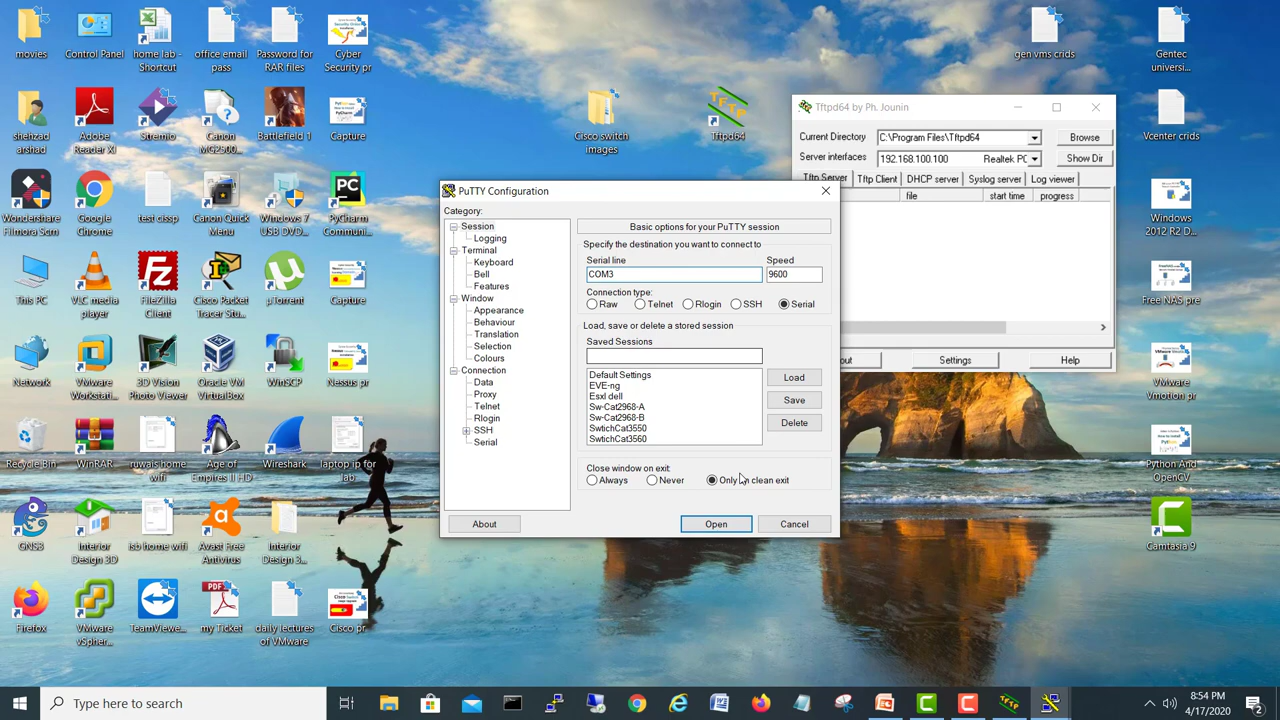 movies
Control Panel
home lab -
Shortcut
office email
pass
Password for
RAR files
Cyber
Security pr
gen vms crids
Gentec
universi...
shehzad
arshad
Adobe
Reader XI
Stremio
Canon
MG2500...
Battlefield 1
Capture
Cisco switch
images
Tftpd64
Vcenter crids
Tftpd64 by Ph. Jounin
Current Directory
C:\Program Files\Tftpd64
Browse
Server interfaces
192.168.100.100
Realtek PC
Show Dir
Tftp Server
Tftp Client
DHCP server
Syslog server
Log viewer
file
start time
progress
out
Settings
Help
PuTTY Configuration
Category:
Session
Logging
Terminal
Keyboard
Bell
Features
Window
Appearance
Behaviour
Translation
Selection
Colours
Connection
Data
Proxy
Telnet
Rlogin
SSH
Serial
Basic options for your PuTTY session
Specify the destination you want to connect to
Serial line
Speed
COM3
9600
Connection type:
Raw
Telnet
Rlogin
SSH
Serial
Load, save or delete a stored session
Saved Sessions
Default Settings
EVE-ng
Esxl dell
Sw-Cat2968-A
Sw-Cat2968-B
SwtichCat3550
SwtichCat3560
Load
Save
Delete
Close window on exit:
Always
Never
Only on clean exit
About
Open
Cancel
Wondershare
Filmora Scrn
Google
Chrome
test cissp
Canon Quick
Menu
Windows 7
USB DVD...
PyCharm
Communi...
Windows
2012 R2 D...
This PC
VLC media
player
FileZilla
Client
Cisco Packet
Tracer Stu...
µTorrent
Capture
Free NAS pre
Network
VMware
Workstati...
3D Vision
Photo Viewer
Oracle VM
VirtualBox
WinSCP
Nessus pr
VMware
Vmotion pr
Recycle Bin
WinRAR
ruwais home
wifi
Age of
Empires II HD
Wireshark
laptop ip for
lab
Python And
OpenGV
GNS3
Interior
Design 3D
isb home wifi
Avast Free
Antivirus
Interior
Design 3...
Camtasia 9
Firefox
VMware
vSpher...
TeamViewe...
my Ticket
daily lectures
of VMware
Cisco pr
Type here to search
8:54 PM
4/17/2020
2